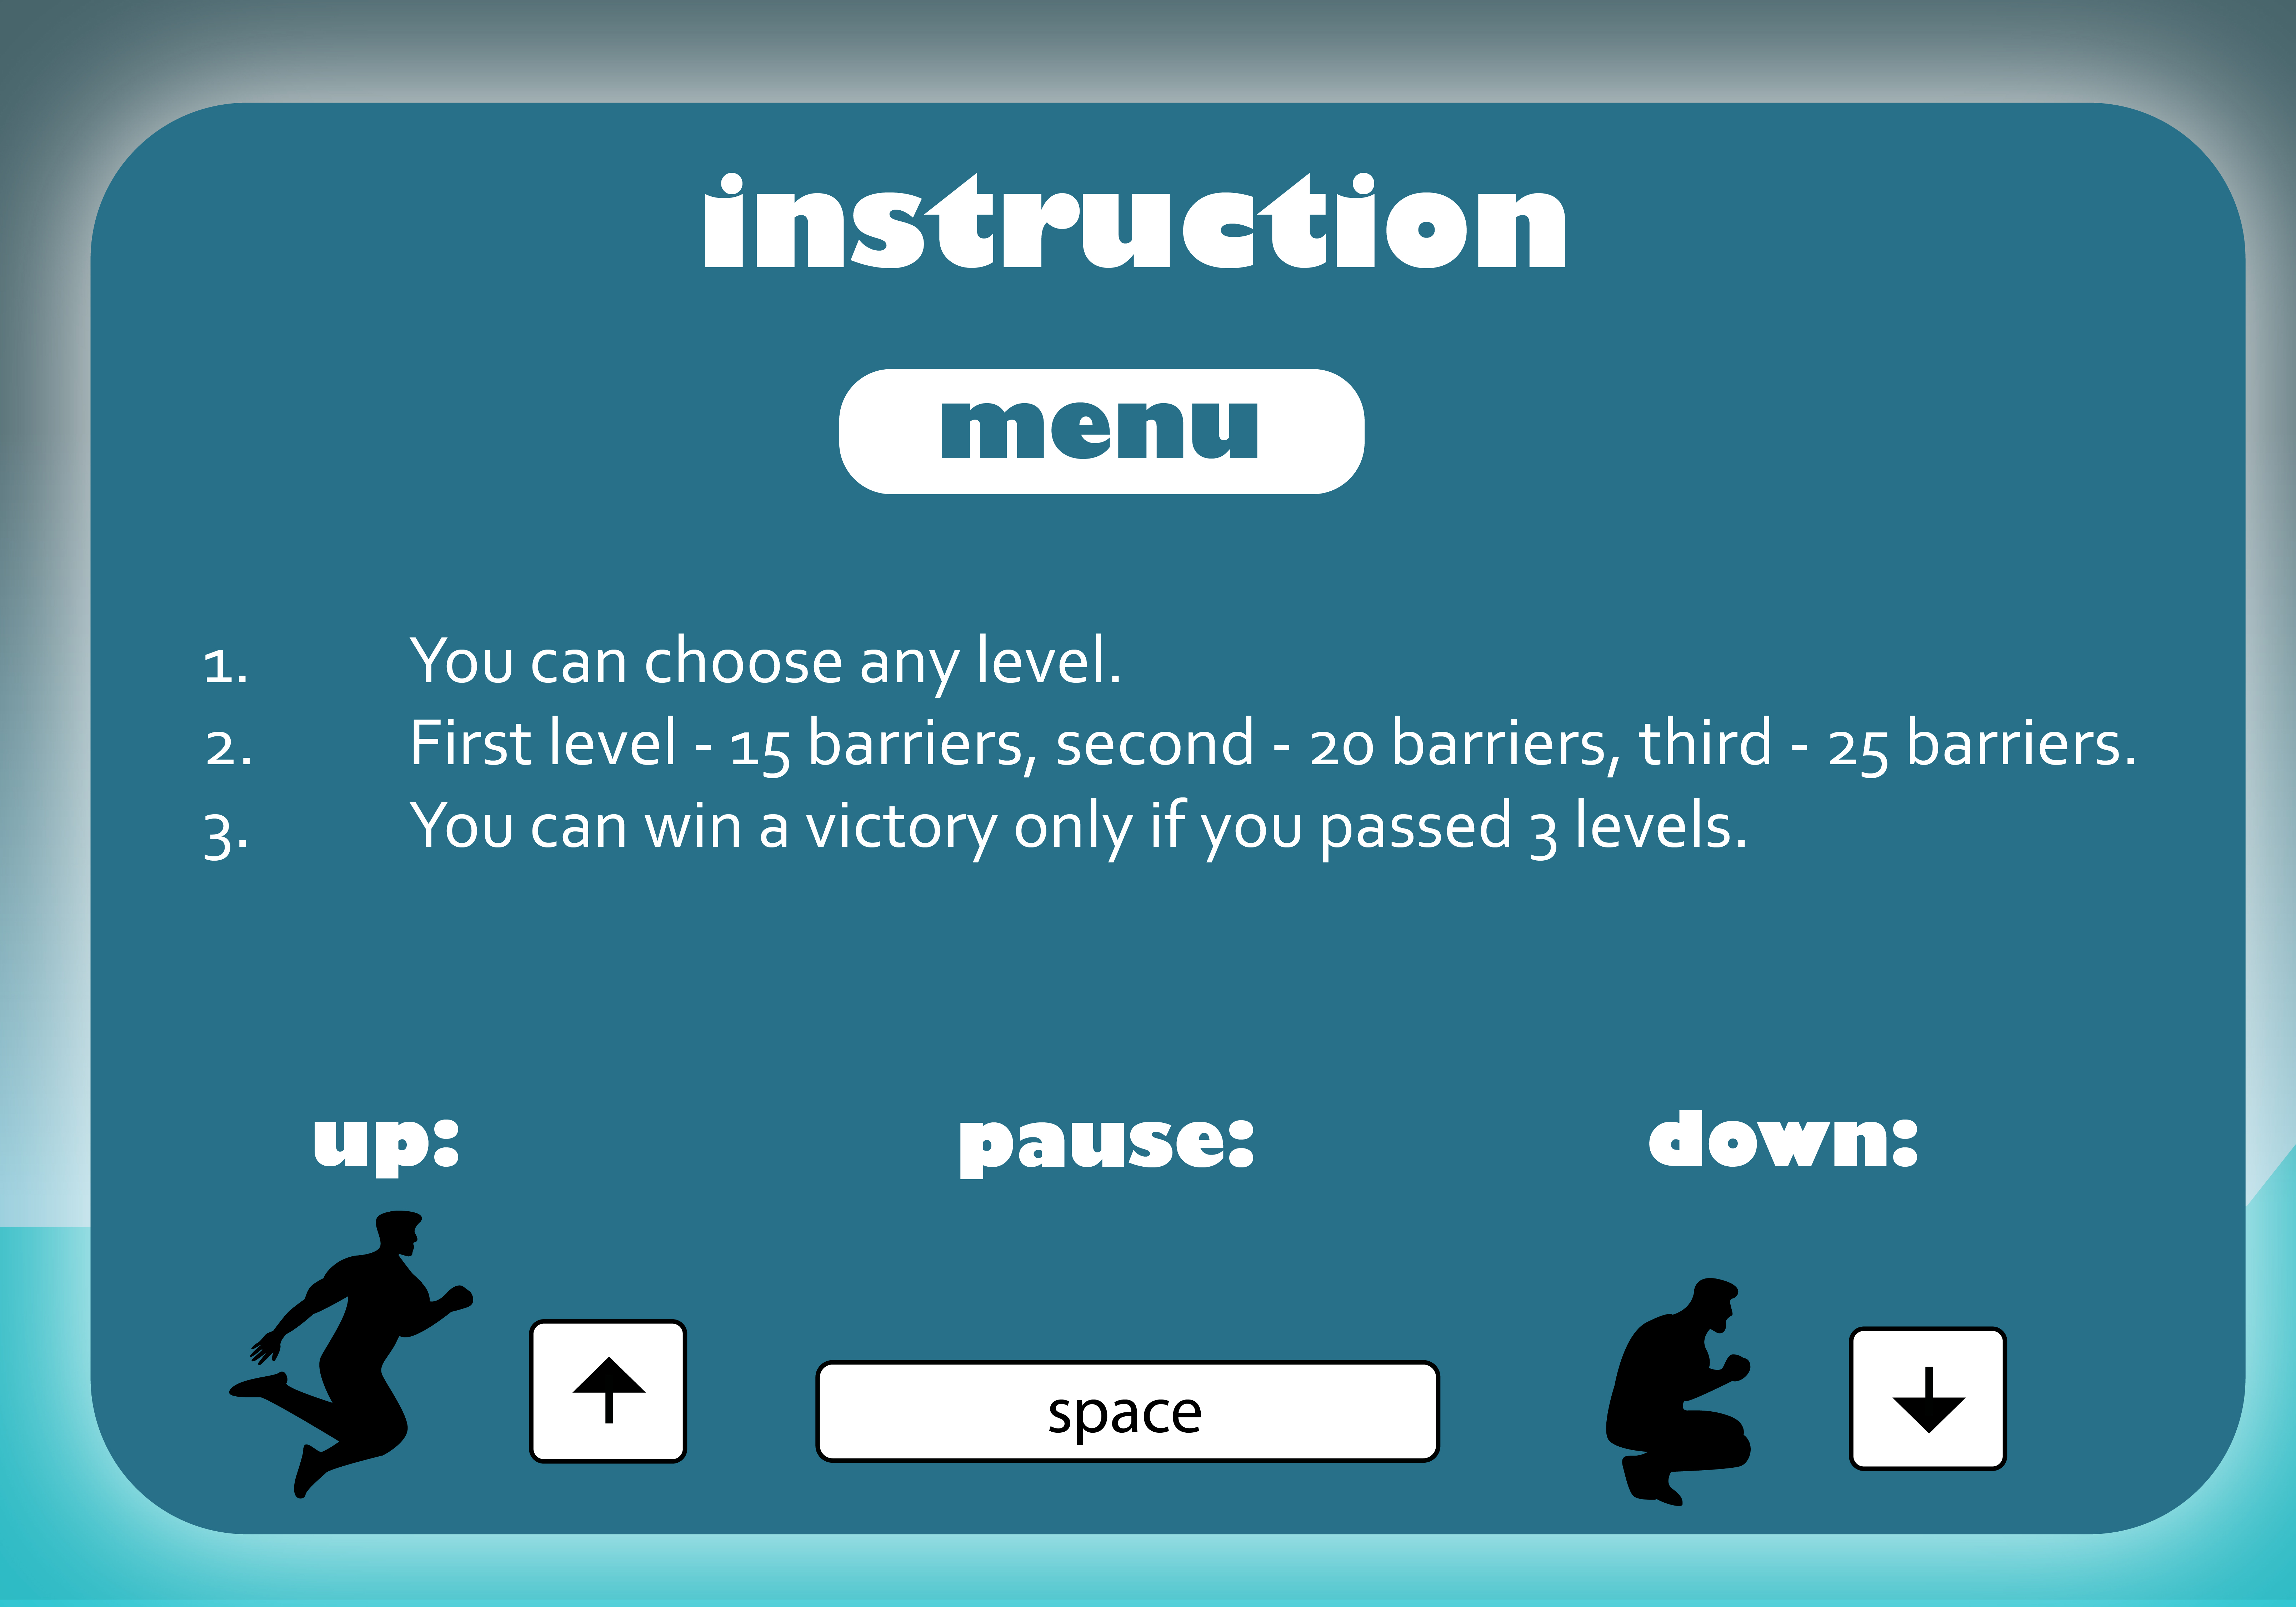 instruction
menu
1. You can choose any level.
2. First level - 15 barriers, second - 20 barriers, third - 25 barriers.
3. You can win a victory only if you passed 3 levels.
up: pause: down:
space